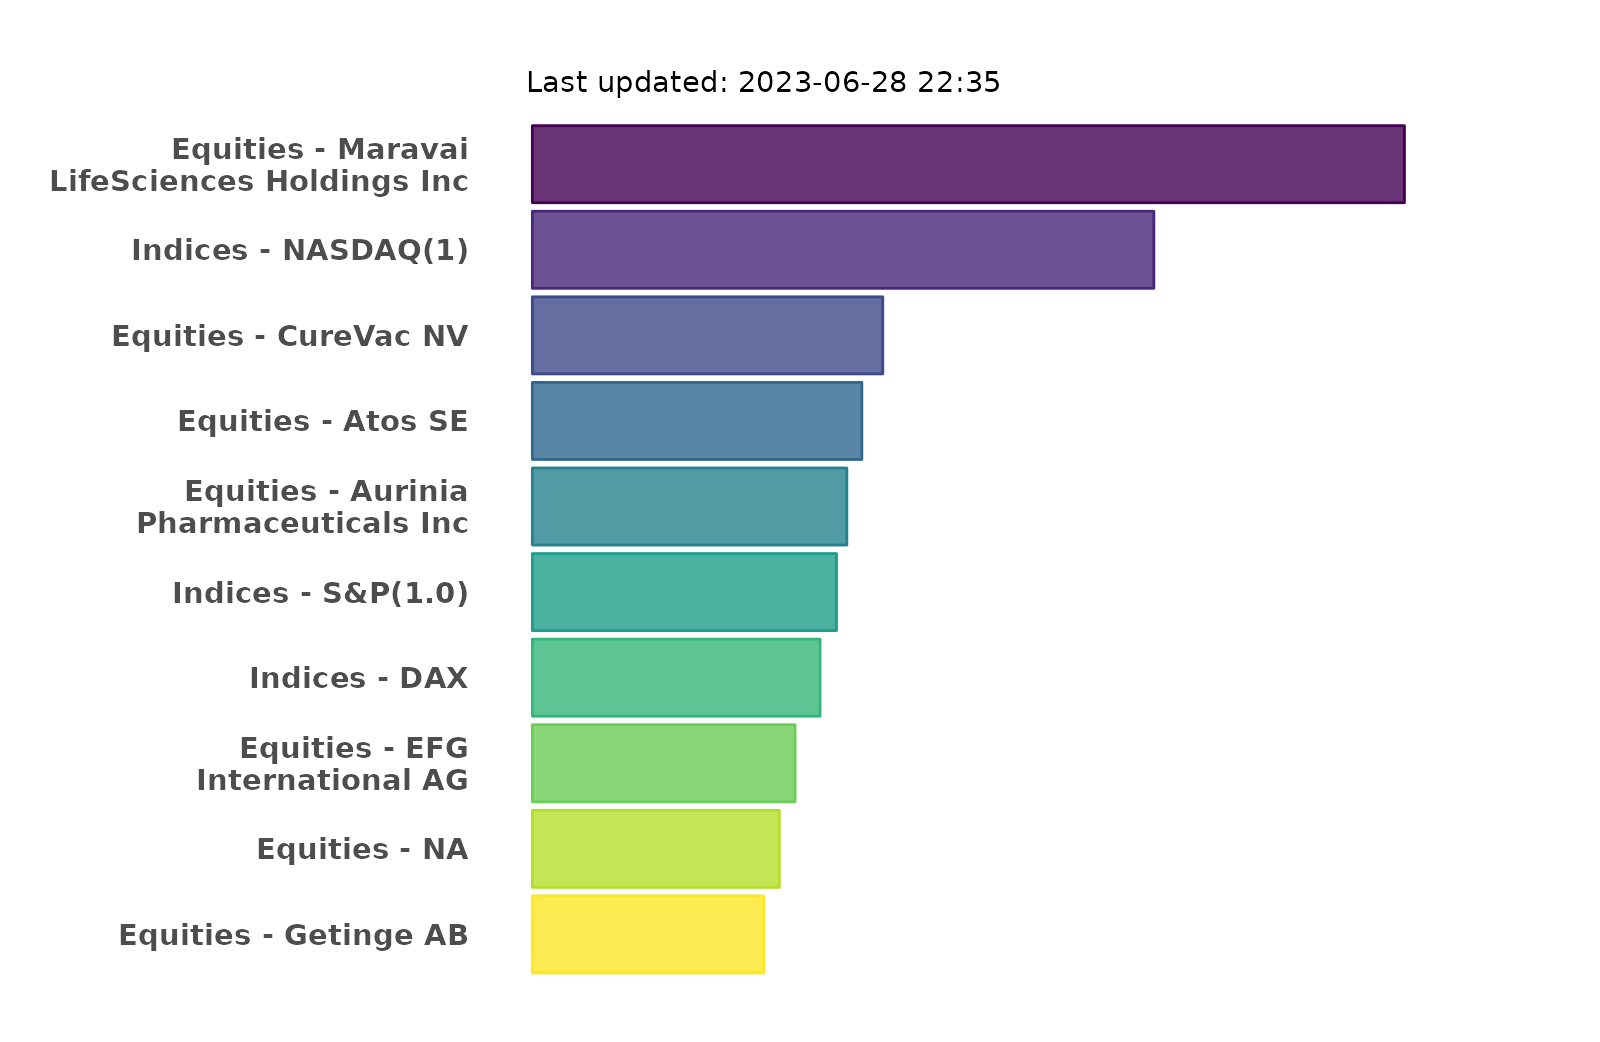 Last updated: 2023-06-28 22:35
Equities - Maravai
LifeSciences Holdings Inc
Indices - NASDAQ(1)
Equities - CureVac NV
Equities - Atos SE
Equities - Aurinia
Pharmaceuticals Inc
Indices - S&P(1.0)
Indices - DAX
Equities - EFG
International AG
Equities - NA
Equities - Getinge AB